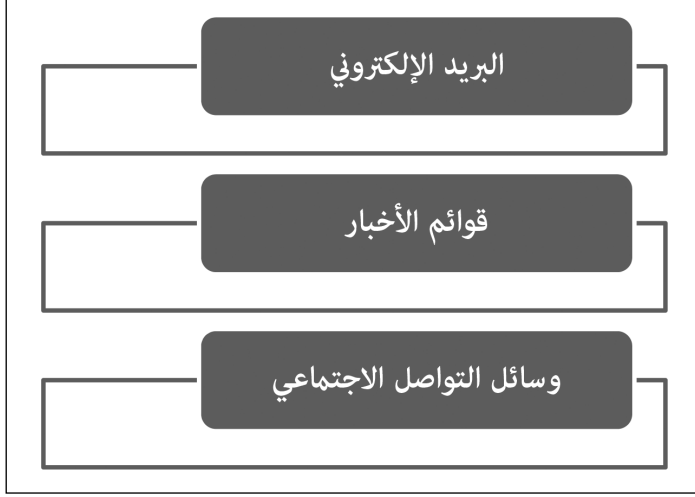 البريد الإلكتروني
قوائم الأخبار
وسائل التواصل الاجتماعي